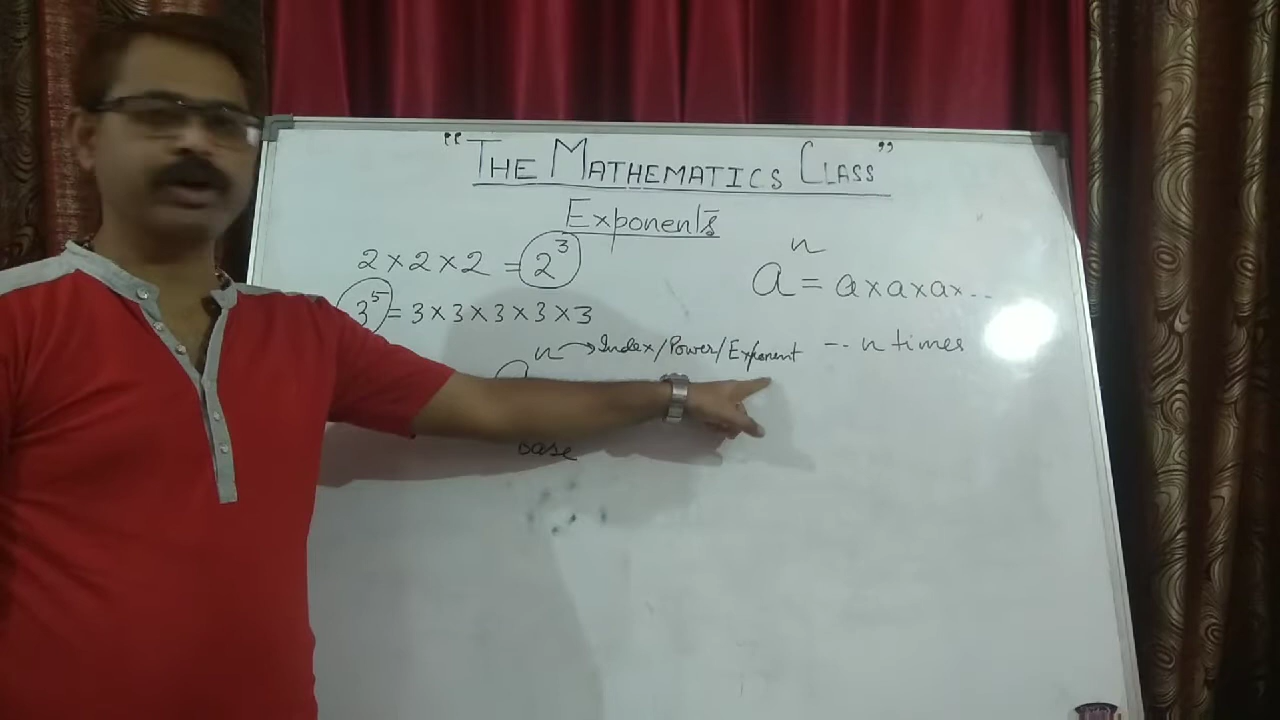 "THE MATHEMATICS CLASS"
Exponents
2 × 2 × 2 = 2³
3⁵ = 3 × 3 × 3 × 3 × 3
aⁿ = a × a × a × ...
-- n times
n → Index/Power/Exponent
base